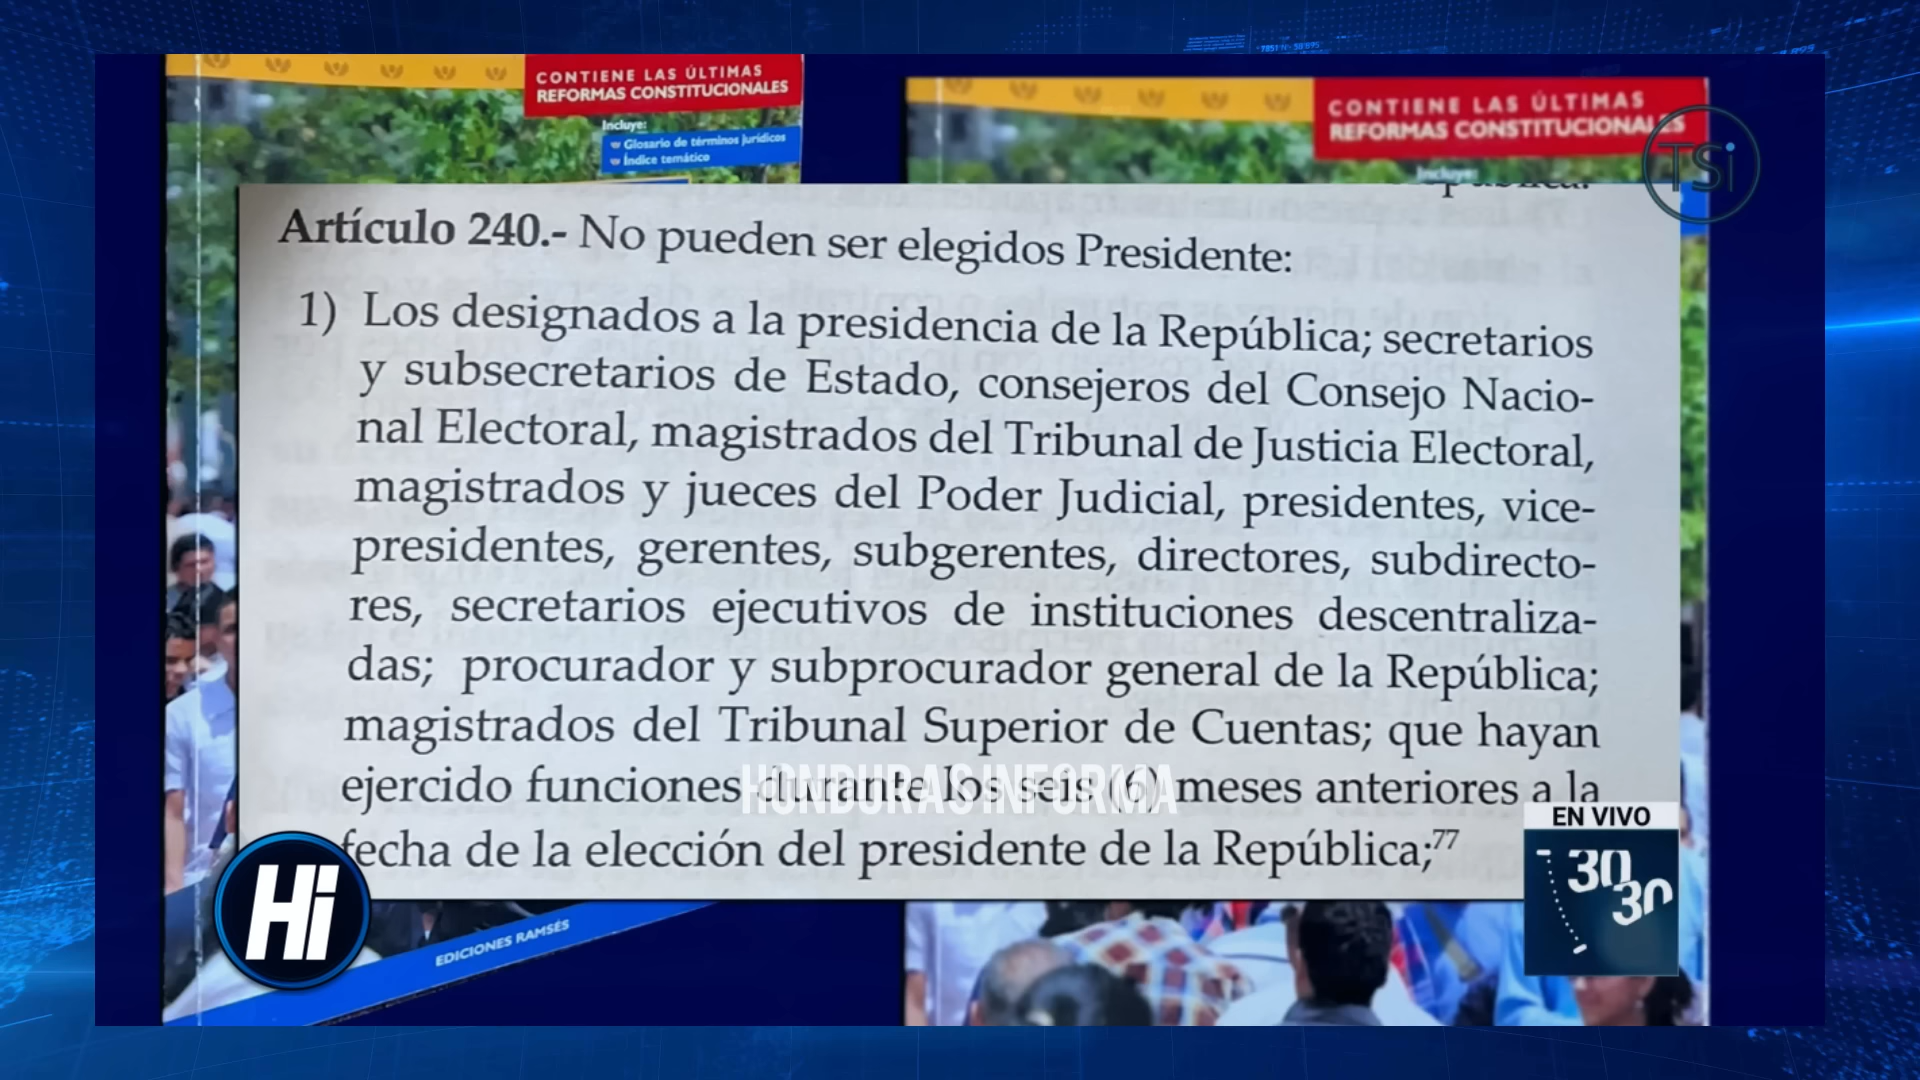 CONTIENE LAS ÚLTIMAS
REFORMAS CONSTITUCIONALES
Incluye:
Glosario de términos jurídicos
Índice temático
CONTIENE LAS ÚLTIMAS
REFORMAS CONSTITUCIONALES
Incluye:
TSi
Artículo 240.- No pueden ser elegidos Presidente:
1) Los designados a la presidencia de la República; secretarios
y subsecretarios de Estado, consejeros del Consejo Nacio-
nal Electoral, magistrados del Tribunal de Justicia Electoral,
magistrados y jueces del Poder Judicial, presidentes, vice-
presidentes, gerentes, subgerentes, directores, subdirecto-
res, secretarios ejecutivos de instituciones descentraliza-
das; procurador y subprocurador general de la República;
magistrados del Tribunal Superior de Cuentas; que hayan
ejercido funciones durante los seis (6) meses anteriores a la
fecha de la elección del presidente de la República;77
HONDURAS INFORMA
EN VIVO
30
30
Hi
EDICIONES RAMSÉS